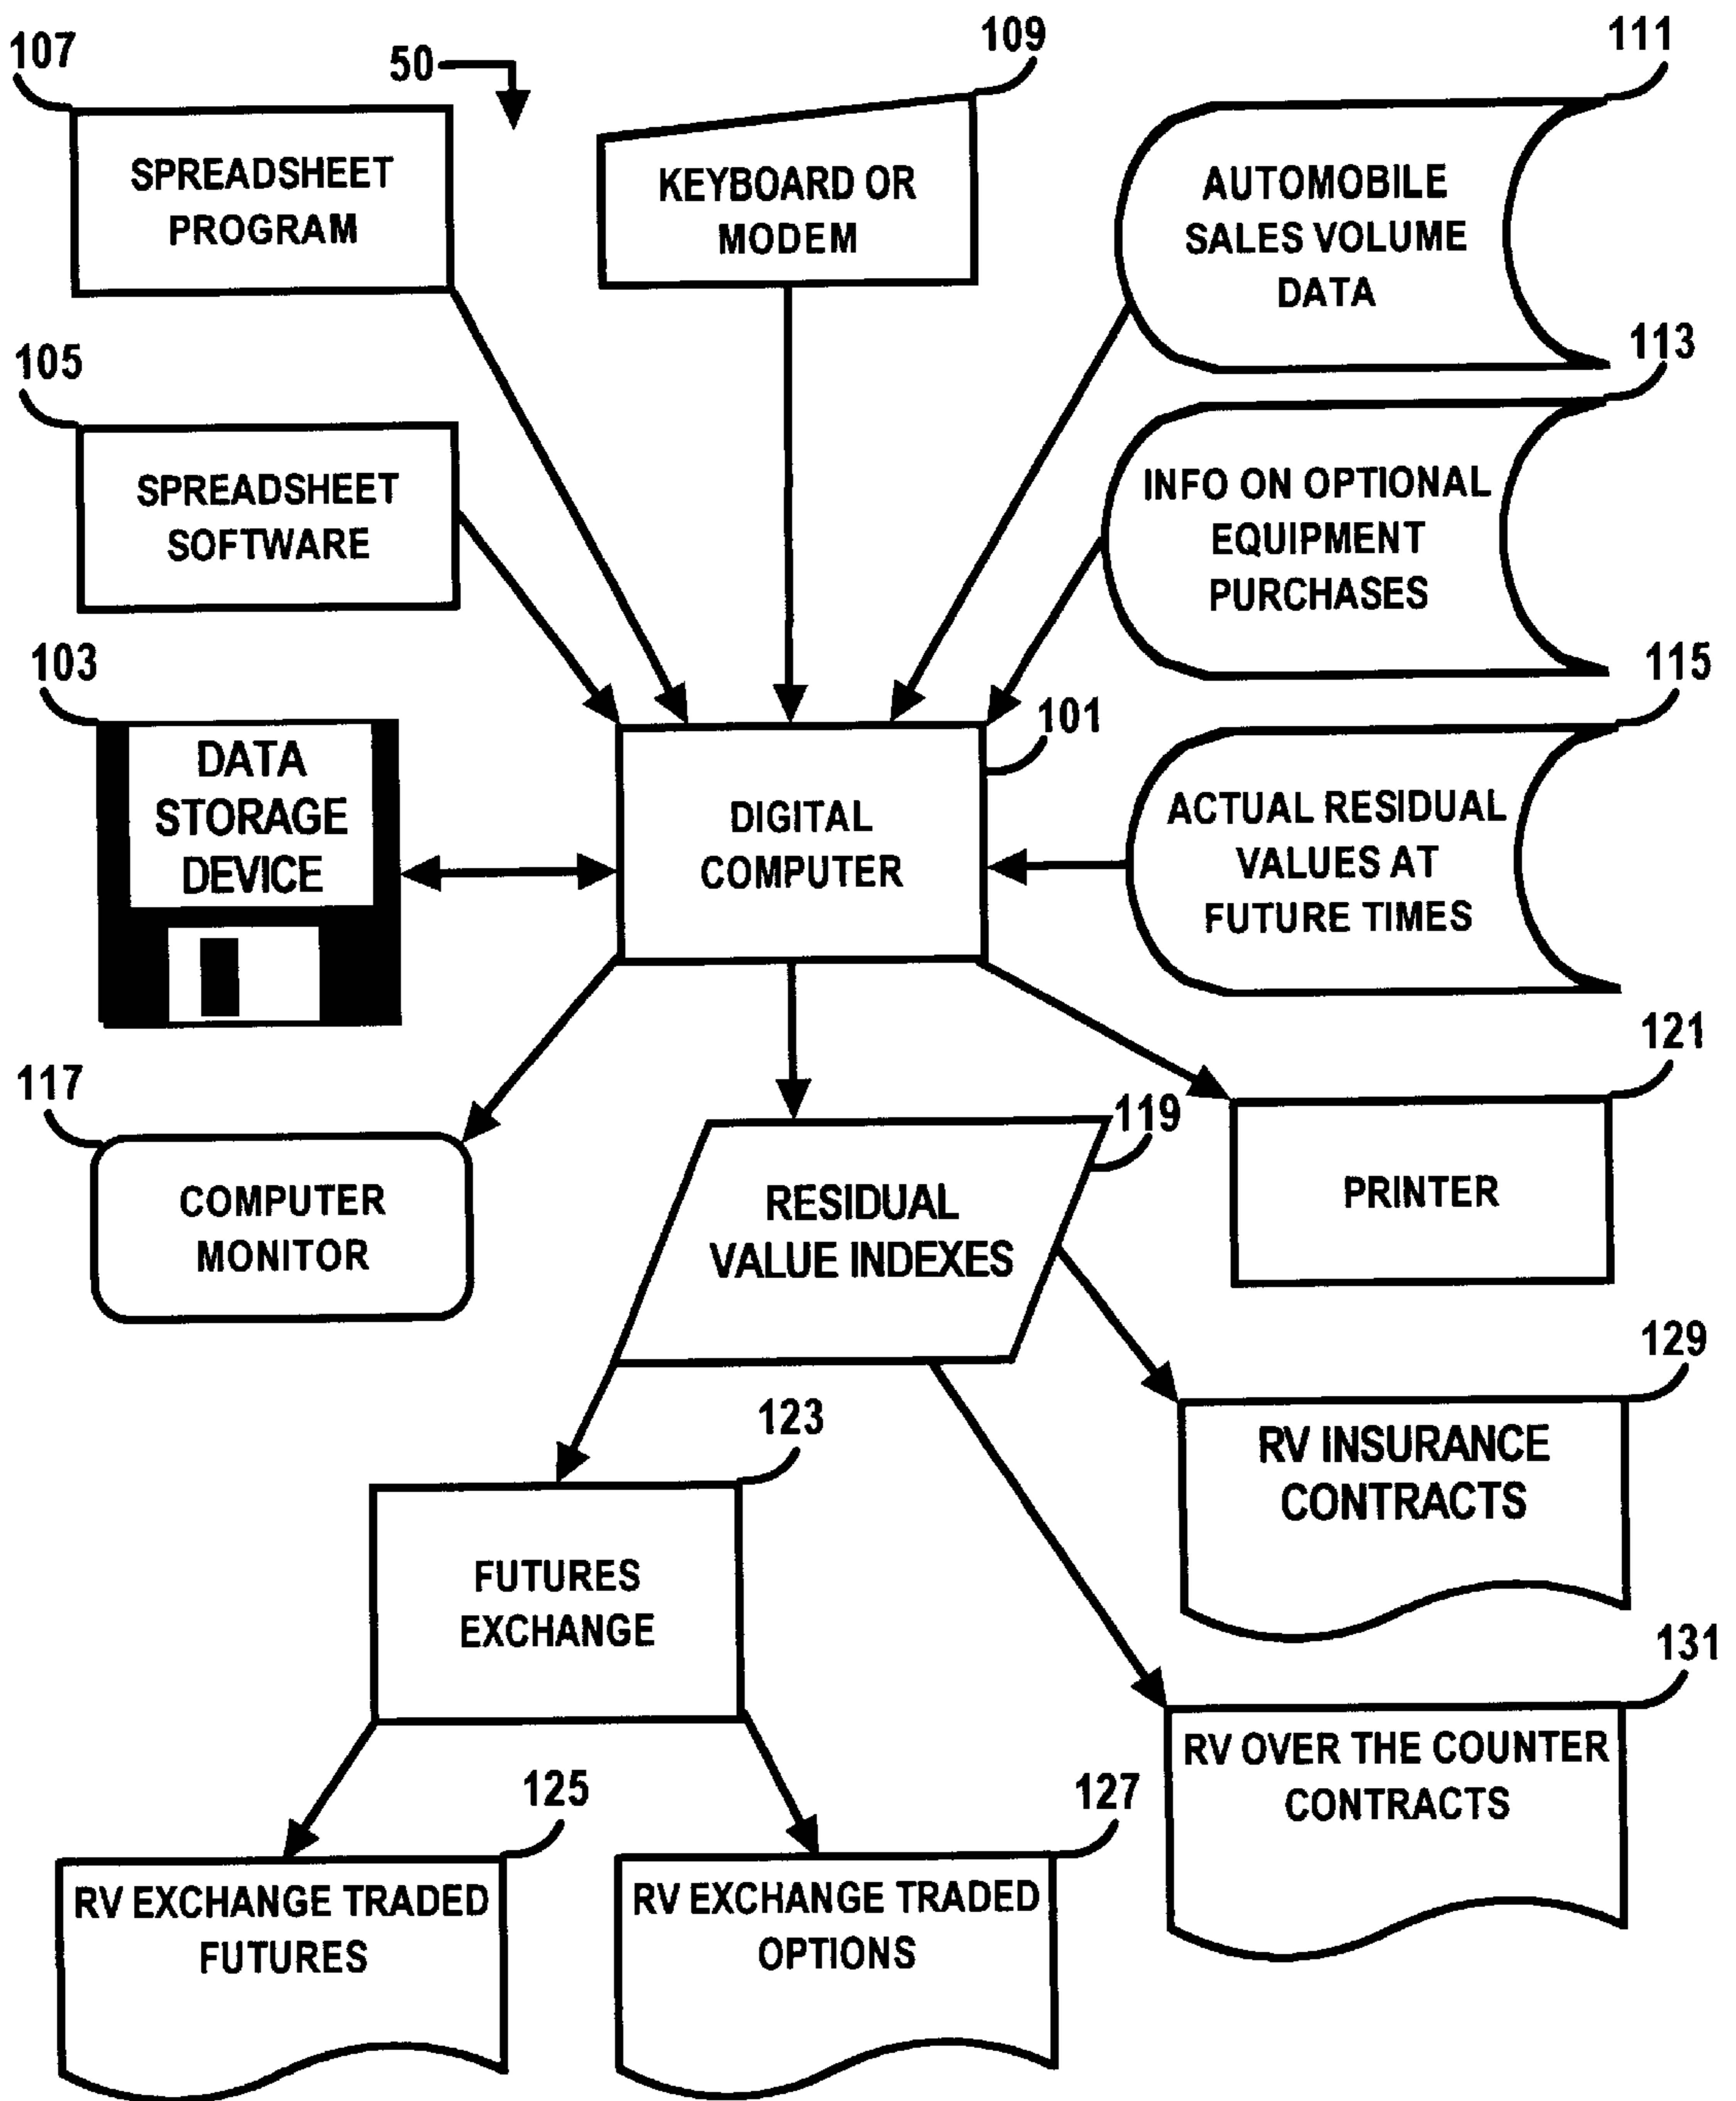 107
50
109
111
SPREADSHEET
PROGRAM
KEYBOARD OR
MODEM
AUTOMOBILE
SALES VOLUME
DATA
105
113
SPREADSHEET
SOFTWARE
INFO ON OPTIONAL
EQUIPMENT
PURCHASES
103
101
115
DATA
STORAGE
DEVICE
DIGITAL
COMPUTER
ACTUAL RESIDUAL
VALUES AT
FUTURE TIMES
117
119
121
COMPUTER
MONITOR
RESIDUAL
VALUE INDEXES
PRINTER
123
129
FUTURES
EXCHANGE
RV INSURANCE
CONTRACTS
131
RV OVER THE COUNTER
CONTRACTS
125
127
RV EXCHANGE TRADED
FUTURES
RV EXCHANGE TRADED
OPTIONS